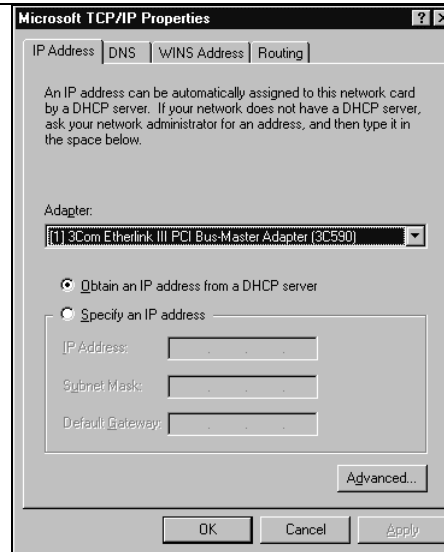 Microsoft TCP/IP Properties
IP Address DNS WINS Address Routing
An IP address can be automatically assigned to this network card
by a DHCP server. If your network does not have a DHCP server,
ask your network administrator for an address, and then type it in
the space below.
Adapter:
[1] 3Com Etherlink III PCI Bus-Master Adapter (3C590)
Obtain an IP address from a DHCP server
Specify an IP address
IP Address:
Subnet Mask:
Default Gateway:
Advanced...
OK Cancel Apply